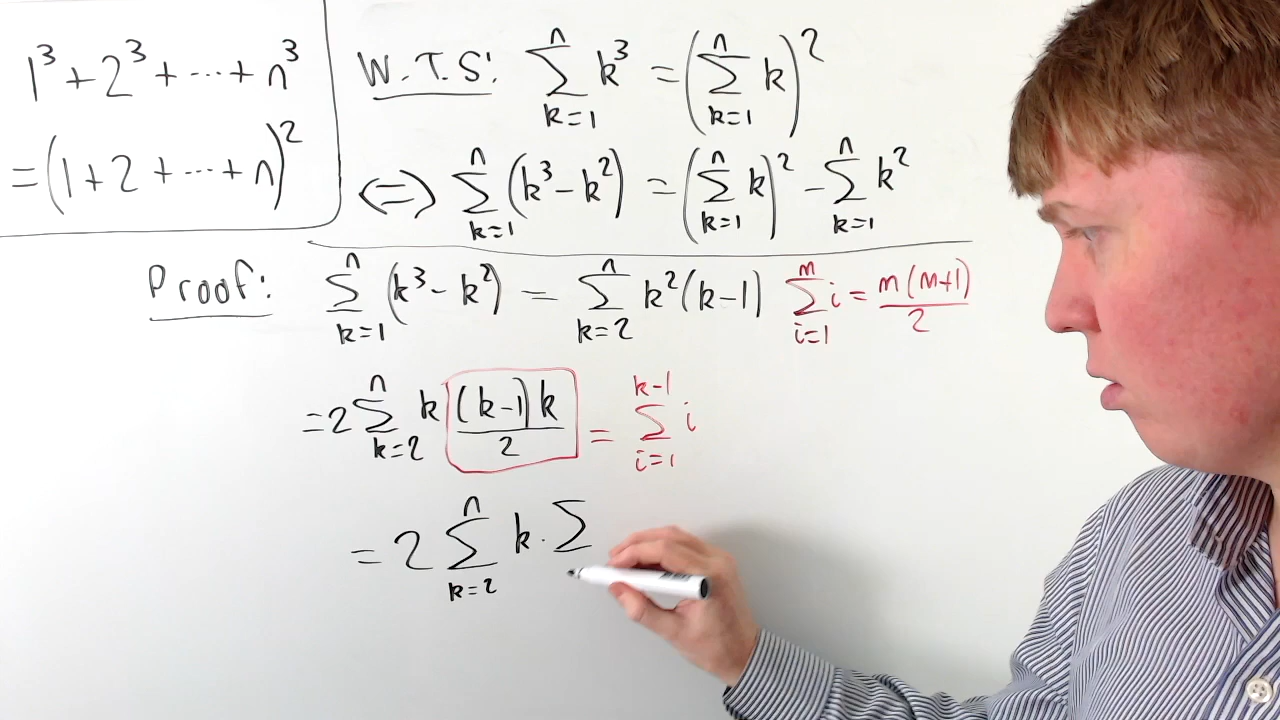 1³ + 2³ + ··· + n³
= (1 + 2 + ··· + n)²
W.T.S: ∑_{k=1}^{n} k³ = (∑_{k=1}^{n} k)²
⟺ ∑_{k=1}^{n} (k³ − k²) = (∑_{k=1}^{n} k)² − ∑_{k=1}^{n} k²
Proof: ∑_{k=1}^{n} (k³ − k²) = ∑_{k=2}^{n} k²(k−1) ∑_{i=1}^{m} i = m(m+1)/2
= 2 ∑_{k=2}^{n} k (k−1)k/2 = ∑_{i=1}^{k−1} i
= 2 ∑_{k=2}^{n} k · ∑